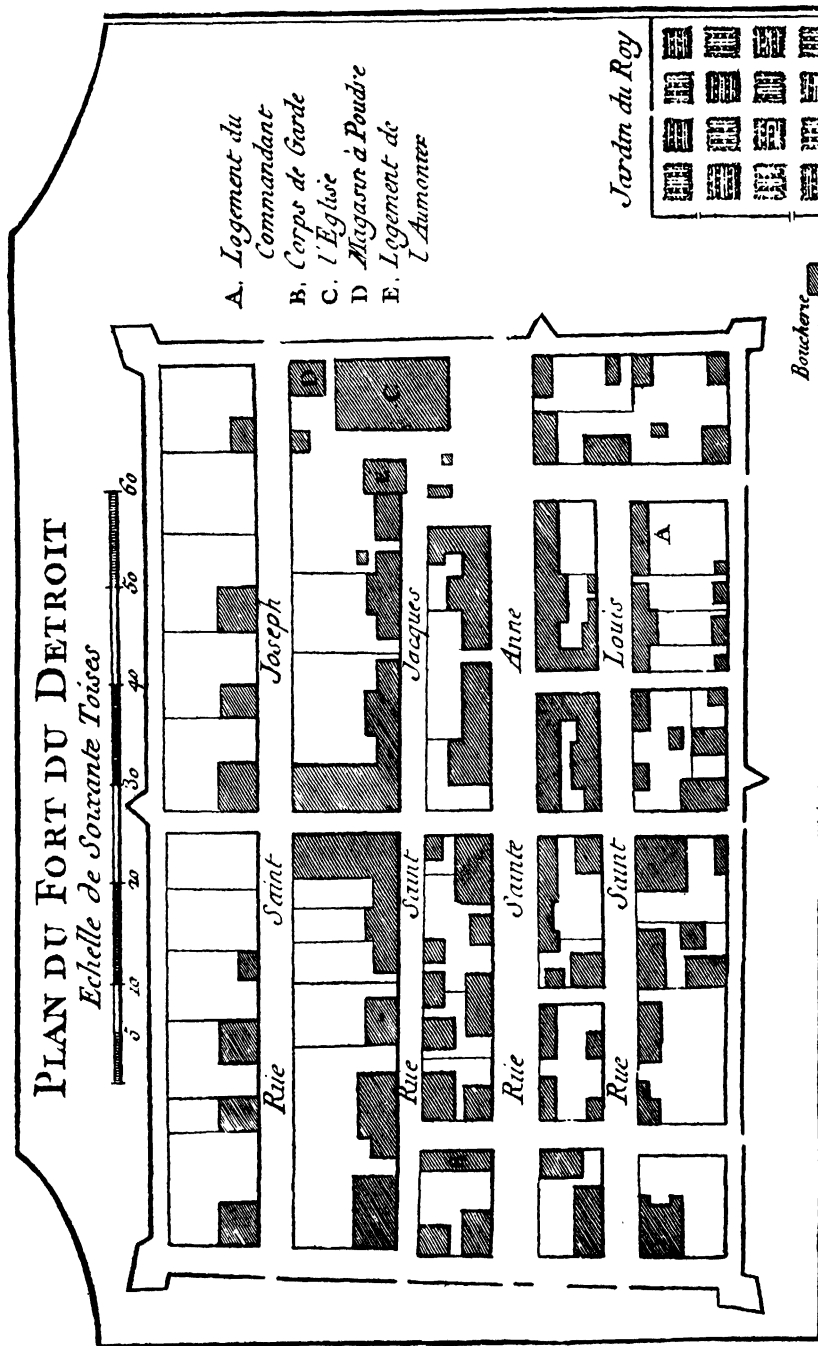 PLAN DU FORT DU DETROIT
Echelle de Soixante Toises
5 10 20 30 40 50 60
A. Logement du
Commandant
B. Corps de Garde
C. l'Eglise
D Magasin à Poudre
E. Logement de
l'Aumonier
Jardin du Roy
Boucherie
Rüe Saint Joseph
Rue Saint Jacques
Rüe Sainte Anne
Rue Saint Louis
D
C
E
A
B